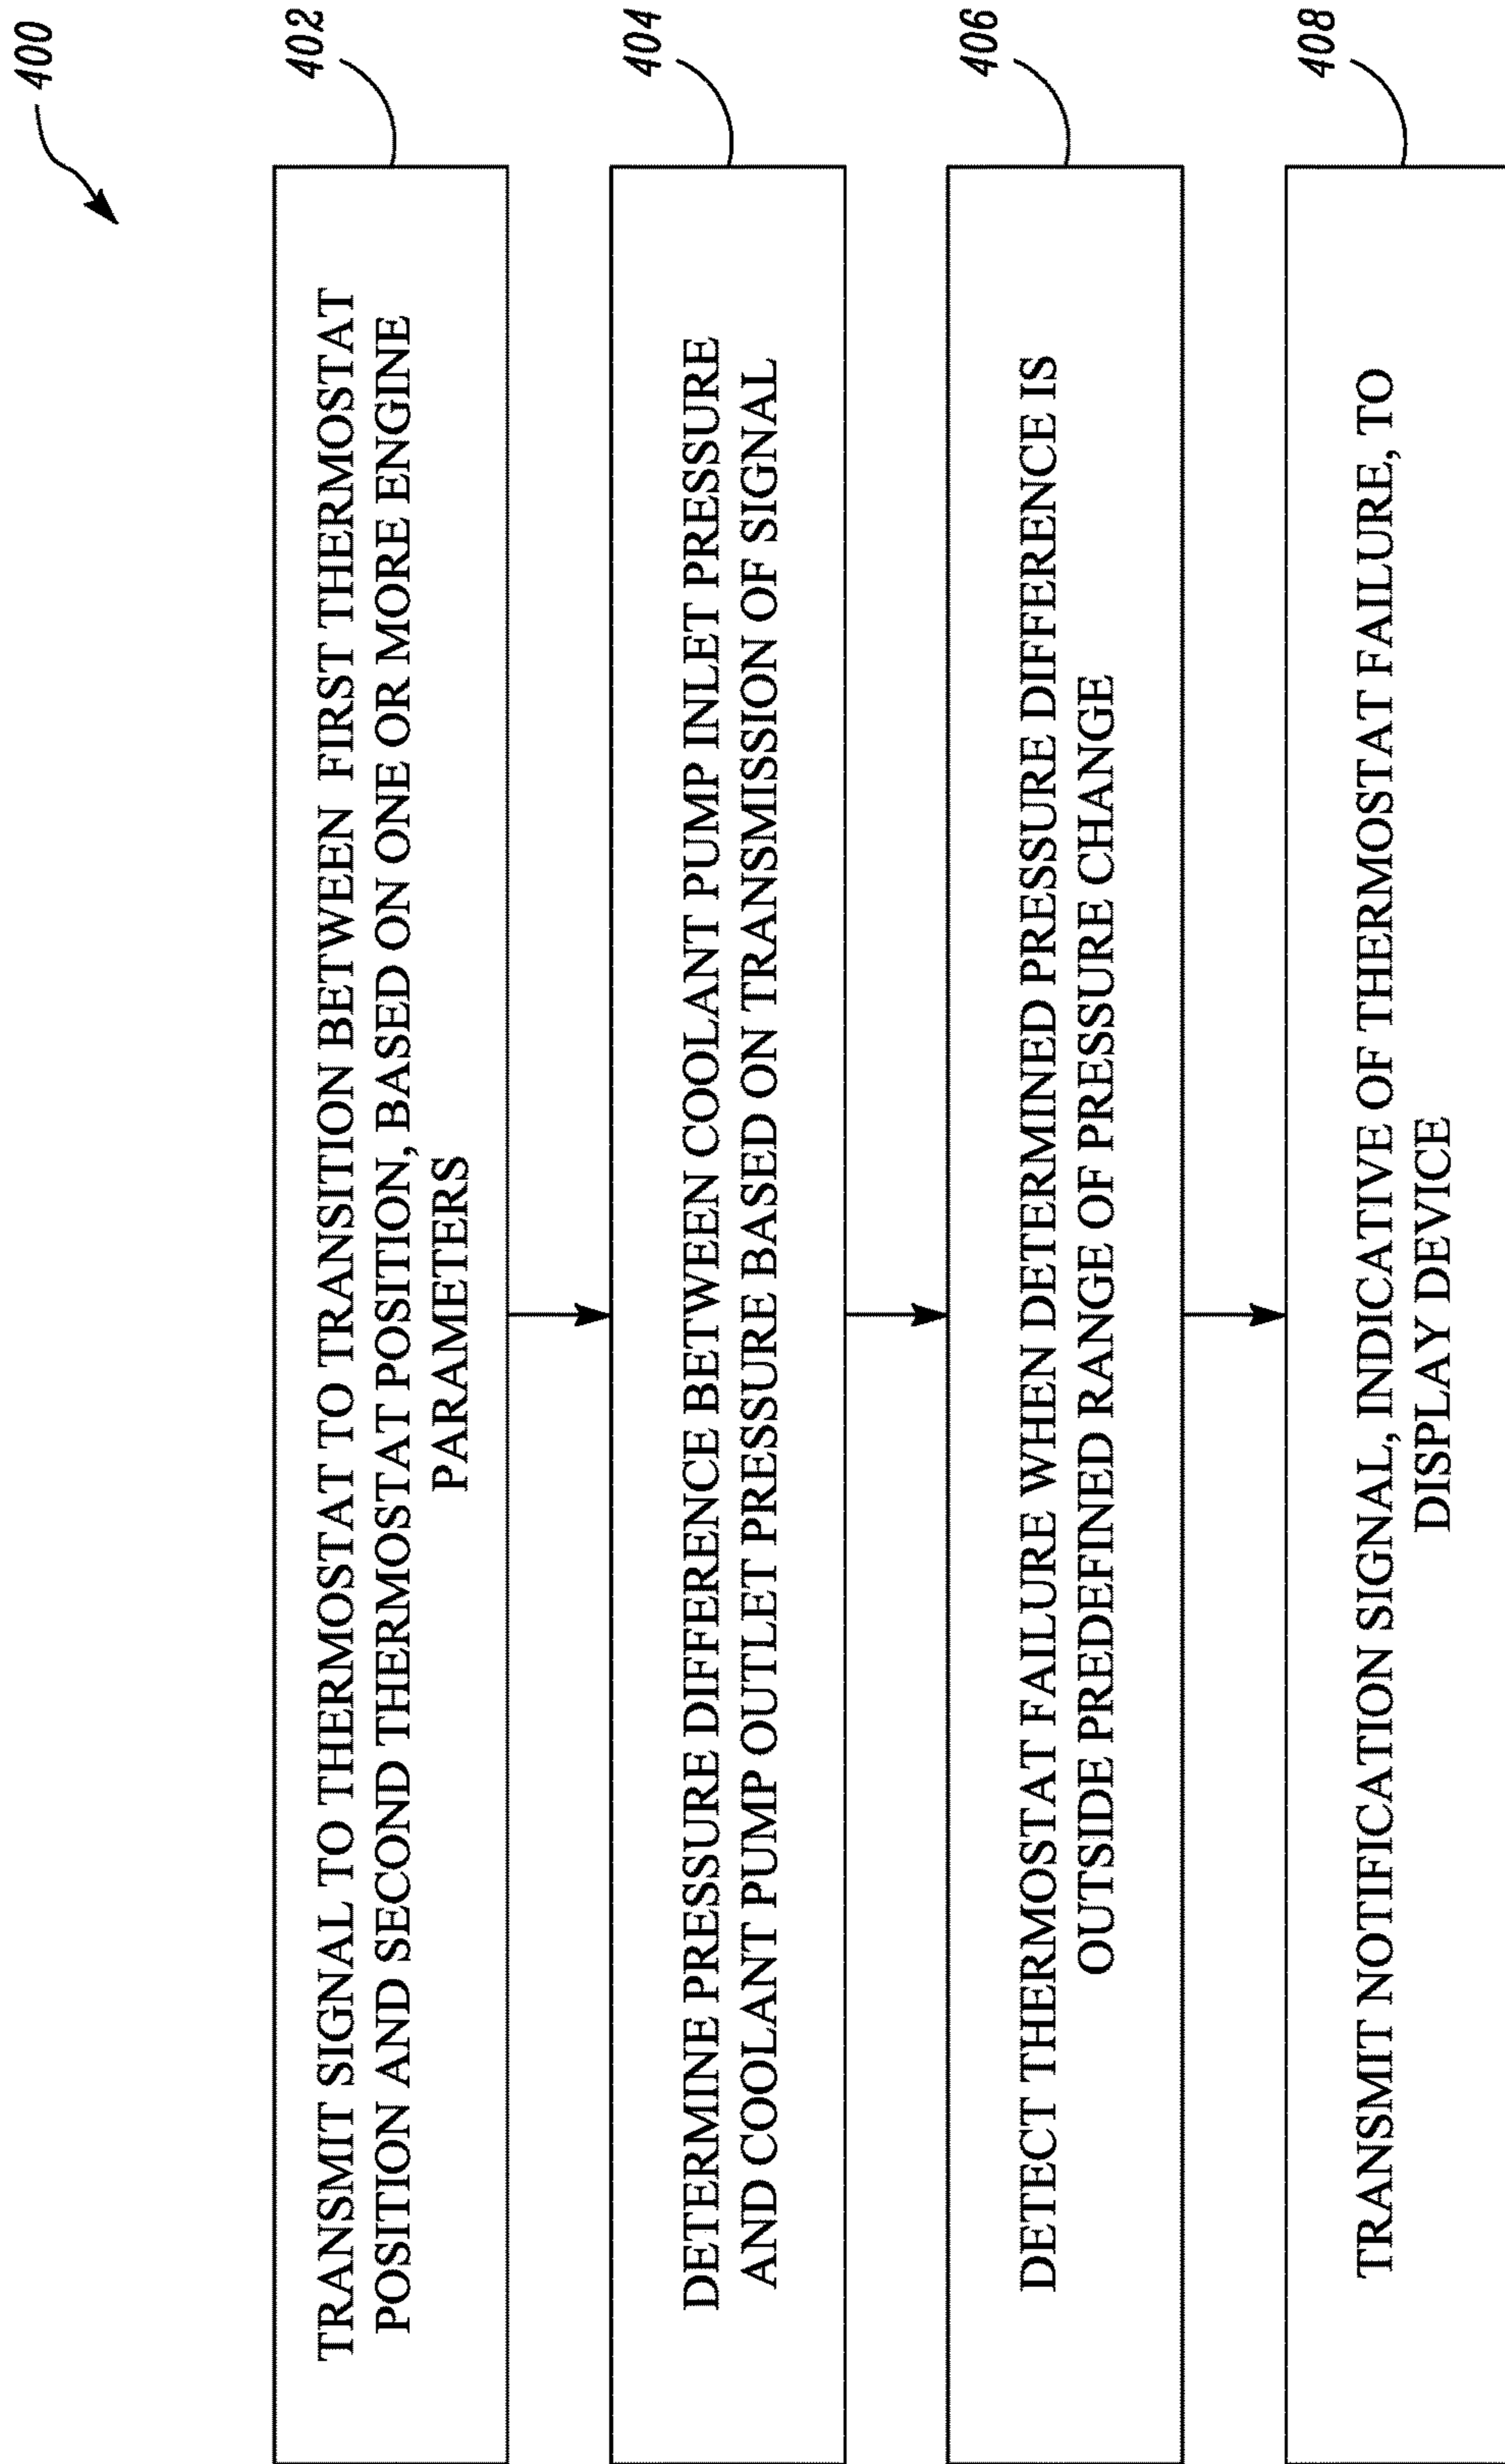 400
402
TRANSMIT SIGNAL TO THERMOSTAT TO TRANSITION BETWEEN FIRST THERMOSTAT
POSITION AND SECOND THERMOSTAT POSITION, BASED ON ONE OR MORE ENGINE
PARAMETERS
404
DETERMINE PRESSURE DIFFERENCE BETWEEN COOLANT PUMP INLET PRESSURE
AND COOLANT PUMP OUTLET PRESSURE BASED ON TRANSMISSION OF SIGNAL
406
DETECT THERMOSTAT FAILURE WHEN DETERMINED PRESSURE DIFFERENCE IS
OUTSIDE PREDEFINED RANGE OF PRESSURE CHANGE
408
TRANSMIT NOTIFICATION SIGNAL, INDICATIVE OF THERMOSTAT FAILURE, TO
DISPLAY DEVICE